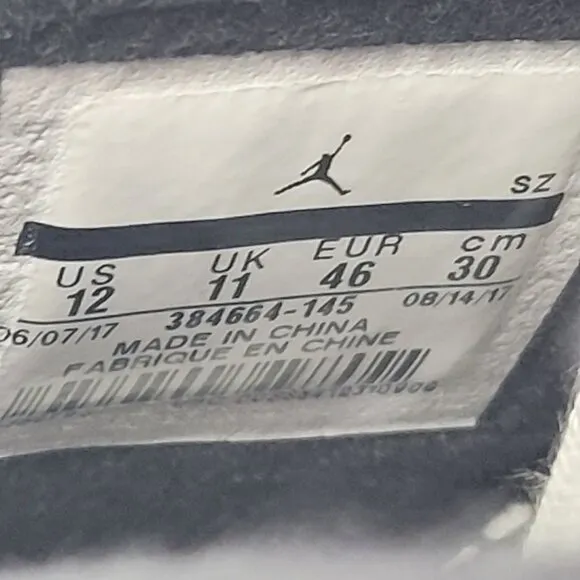 SZ
US UK EUR cm
12 11 46 30
06/07/17 384664-145 08/14/17
MADE IN CHINA
FABRIQUE EN CHINE